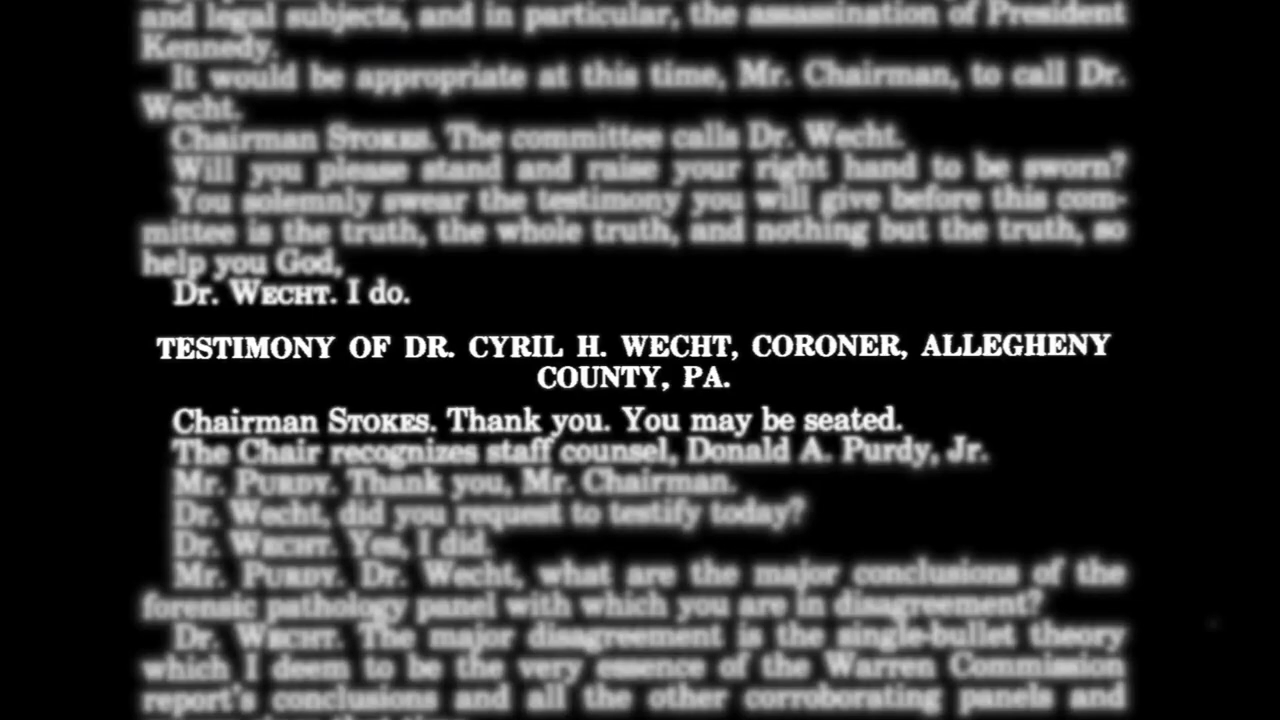 and legal subjects, and in particular, the assassination of President
Kennedy.
It would be appropriate at this time, Mr. Chairman, to call Dr.
Wecht.
Chairman STOKES. The committee calls Dr. Wecht.
Will you please stand and raise your right hand to be sworn?
You solemnly swear the testimony you will give before this com-
mittee is the truth, the whole truth, and nothing but the truth, so
help you God,
Dr. WECHT. I do.
TESTIMONY OF DR. CYRIL H. WECHT, CORONER, ALLEGHENY
COUNTY, PA.
Chairman STOKES. Thank you. You may be seated.
The Chair recognizes staff counsel, Donald A. Purdy, Jr.
Mr. PURDY. Thank you, Mr. Chairman.
Dr. Wecht, did you request to testify today?
Dr. WECHT. Yes, I did.
Mr. PURDY. Dr. Wecht, what are the major conclusions of the
forensic pathology panel with which you are in disagreement?
Dr. WECHT. The major disagreement is the single-bullet theory
which I deem to be the very essence of the Warren Commission
report's conclusions and all the other corroborating panels and